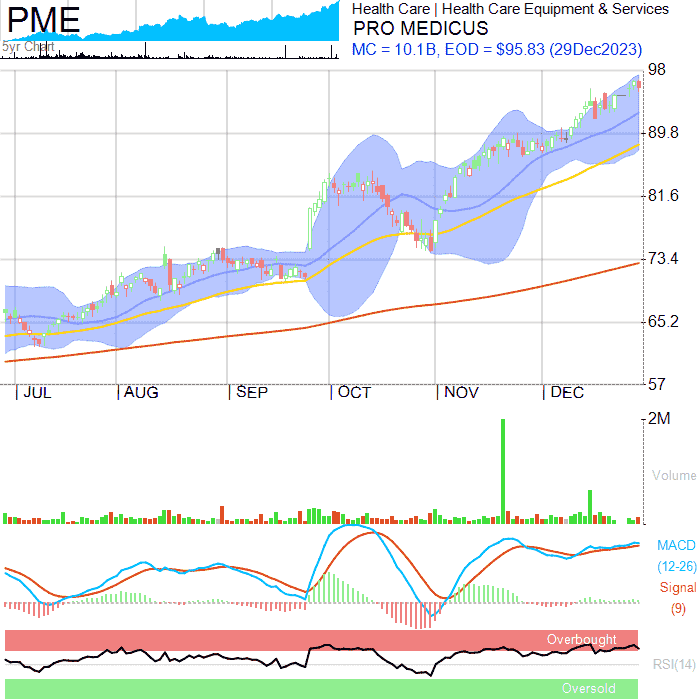 PME
5yr Chart
Health Care | Health Care Equipment & Services
PRO MEDICUS
MC = 10.1B, EOD = $95.83 (29Dec2023)
98
89.8
81.6
73.4
65.2
57
|JUL |AUG |SEP |OCT |NOV |DEC
2M
Volume
MACD
(12-26)
Signal
(9)
Overbought
RSI(14)
Oversold